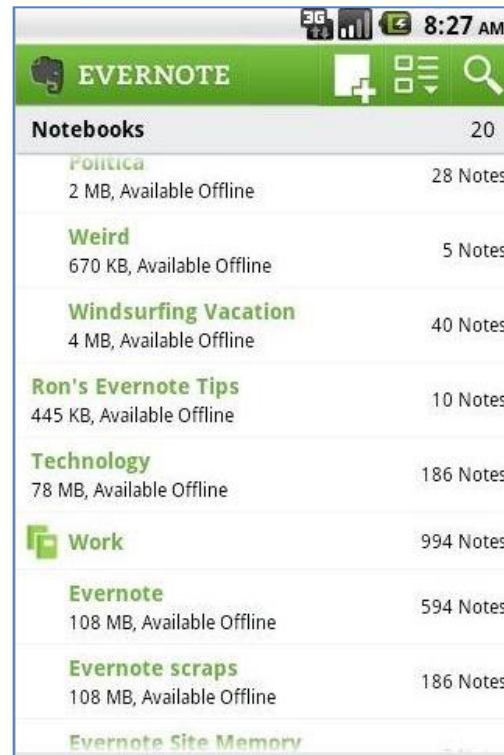 3G 8:27 AM
EVERNOTE
Notebooks 20
Politica
2 MB, Available Offline 28 Notes
Weird
670 KB, Available Offline 5 Notes
Windsurfing Vacation
4 MB, Available Offline 40 Notes
Ron's Evernote Tips
445 KB, Available Offline 10 Notes
Technology
78 MB, Available Offline 186 Notes
Work 994 Notes
Evernote
108 MB, Available Offline 594 Notes
Evernote scraps
108 MB, Available Offline 186 Notes
Evernote Site Memory